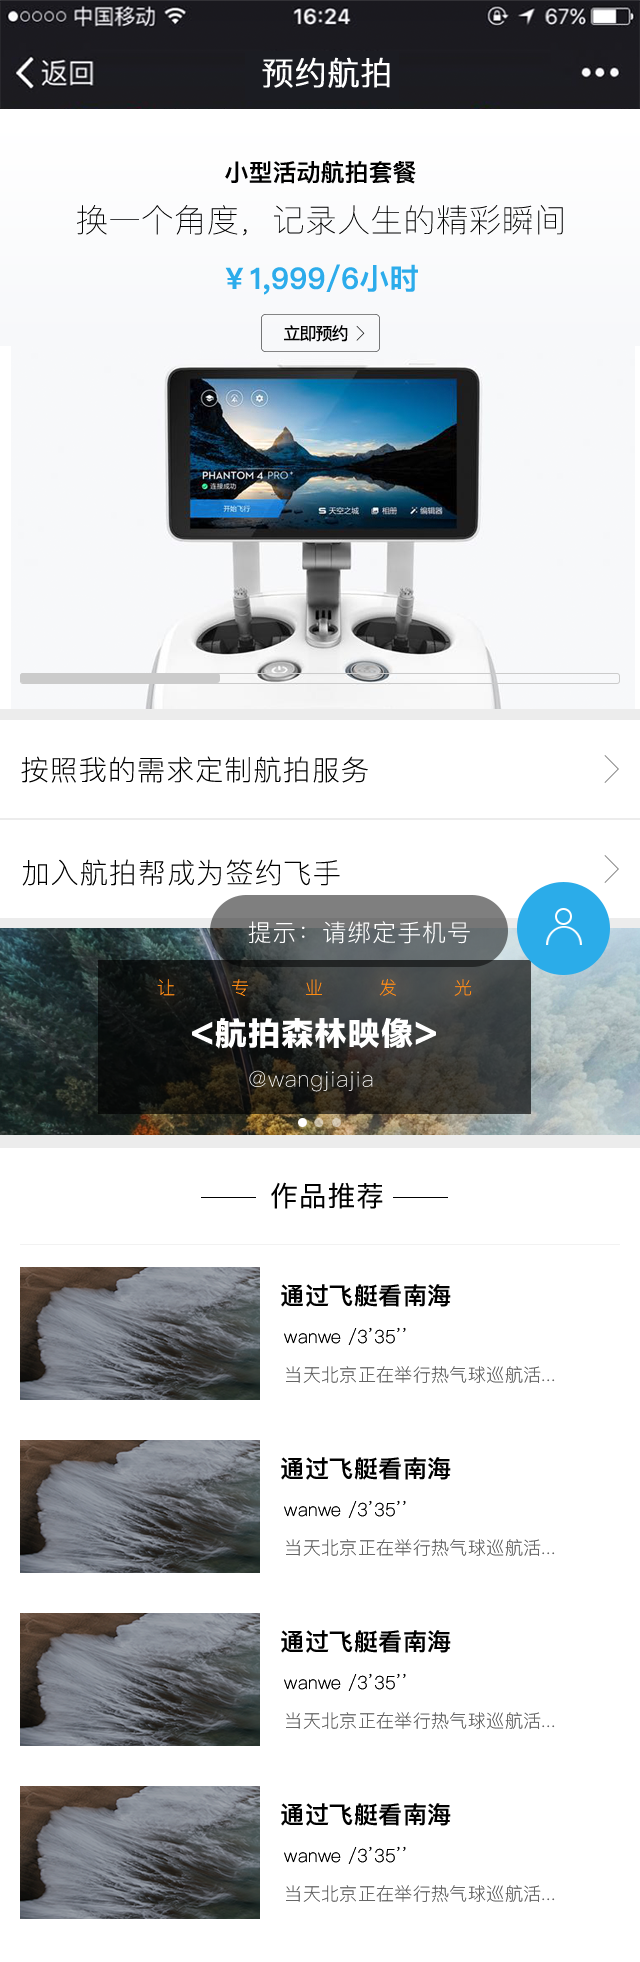 中国移动 16:24 67%
返回 预约航拍
小型活动航拍套餐
换一个角度，记录人生的精彩瞬间
¥1,999/6小时
立即预约
PHANTOM 4 PRO+
连接成功
开始飞行 天空之城 相册 编辑器
按照我的需求定制航拍服务
加入航拍帮成为签约飞手
提示：请绑定手机号
让 专 业 发 光
<航拍森林映像>
@wangjiajia
作品推荐
通过飞艇看南海
wanwe /3'35''
当天北京正在举行热气球巡航活...
通过飞艇看南海
wanwe /3'35''
当天北京正在举行热气球巡航活...
通过飞艇看南海
wanwe /3'35''
当天北京正在举行热气球巡航活...
通过飞艇看南海
wanwe /3'35''
当天北京正在举行热气球巡航活...